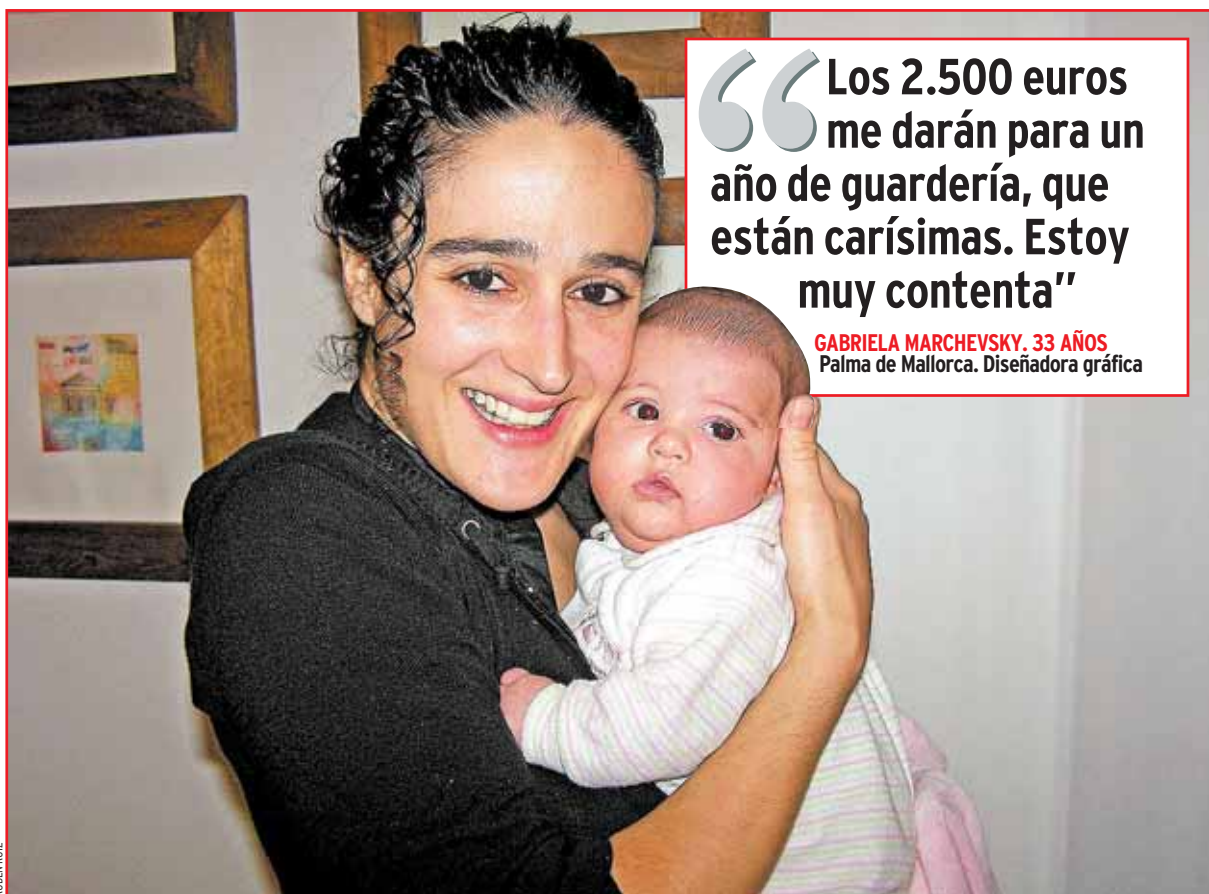 “Los 2.500 euros
me darán para un
año de guardería, que
están carísimas. Estoy
muy contenta”
GABRIELA MARCHEVSKY. 33 AÑOS
Palma de Mallorca. Diseñadora gráfica